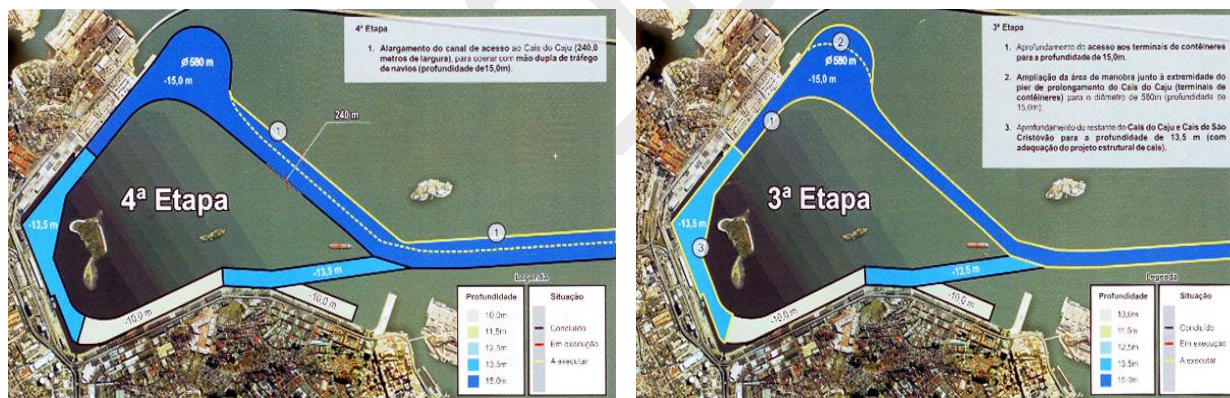 4ª Etapa
1. Alargamento do canal de acesso ao Cais do Caju (240,0
metros de largura), para operar com mão dupla de tráfego
de navios (profundidade de15,0m).
Ø 580 m
-15,0 m
1
240 m
4ª Etapa
-13,5 m
1
-13,5 m
-10,0 m
Legenda
Profundidade
10,0m
11,5m
12,5m
13,5m
15,0m
Situação
Concluído
Em execução
A executar
3ª Etapa
1. Aprofundamento do acesso aos terminais de contêineres
para a profundidade de 15,0m.
2. Ampliação da área de manobra junto à extremidade do
pier de prolongamento do Cais do Caju (terminais de
contêineres) para o diâmetro de 580m (profundidade de
15,0m).
3. Aprofundamento do restante do Cais do Caju e Cais de São
Cristóvão para a profundidade de 13,5 m (com
adequação do projeto estrutural de cais).
2
Ø 580 m
-15,0 m
1
3ª Etapa
-13,5 m
3
-13,5 m
-10,0 m
Legenda
Profundidade
10,0m
11,5m
12,5m
13,5m
15,0m
Situação
Concluído
Em execução
A executar